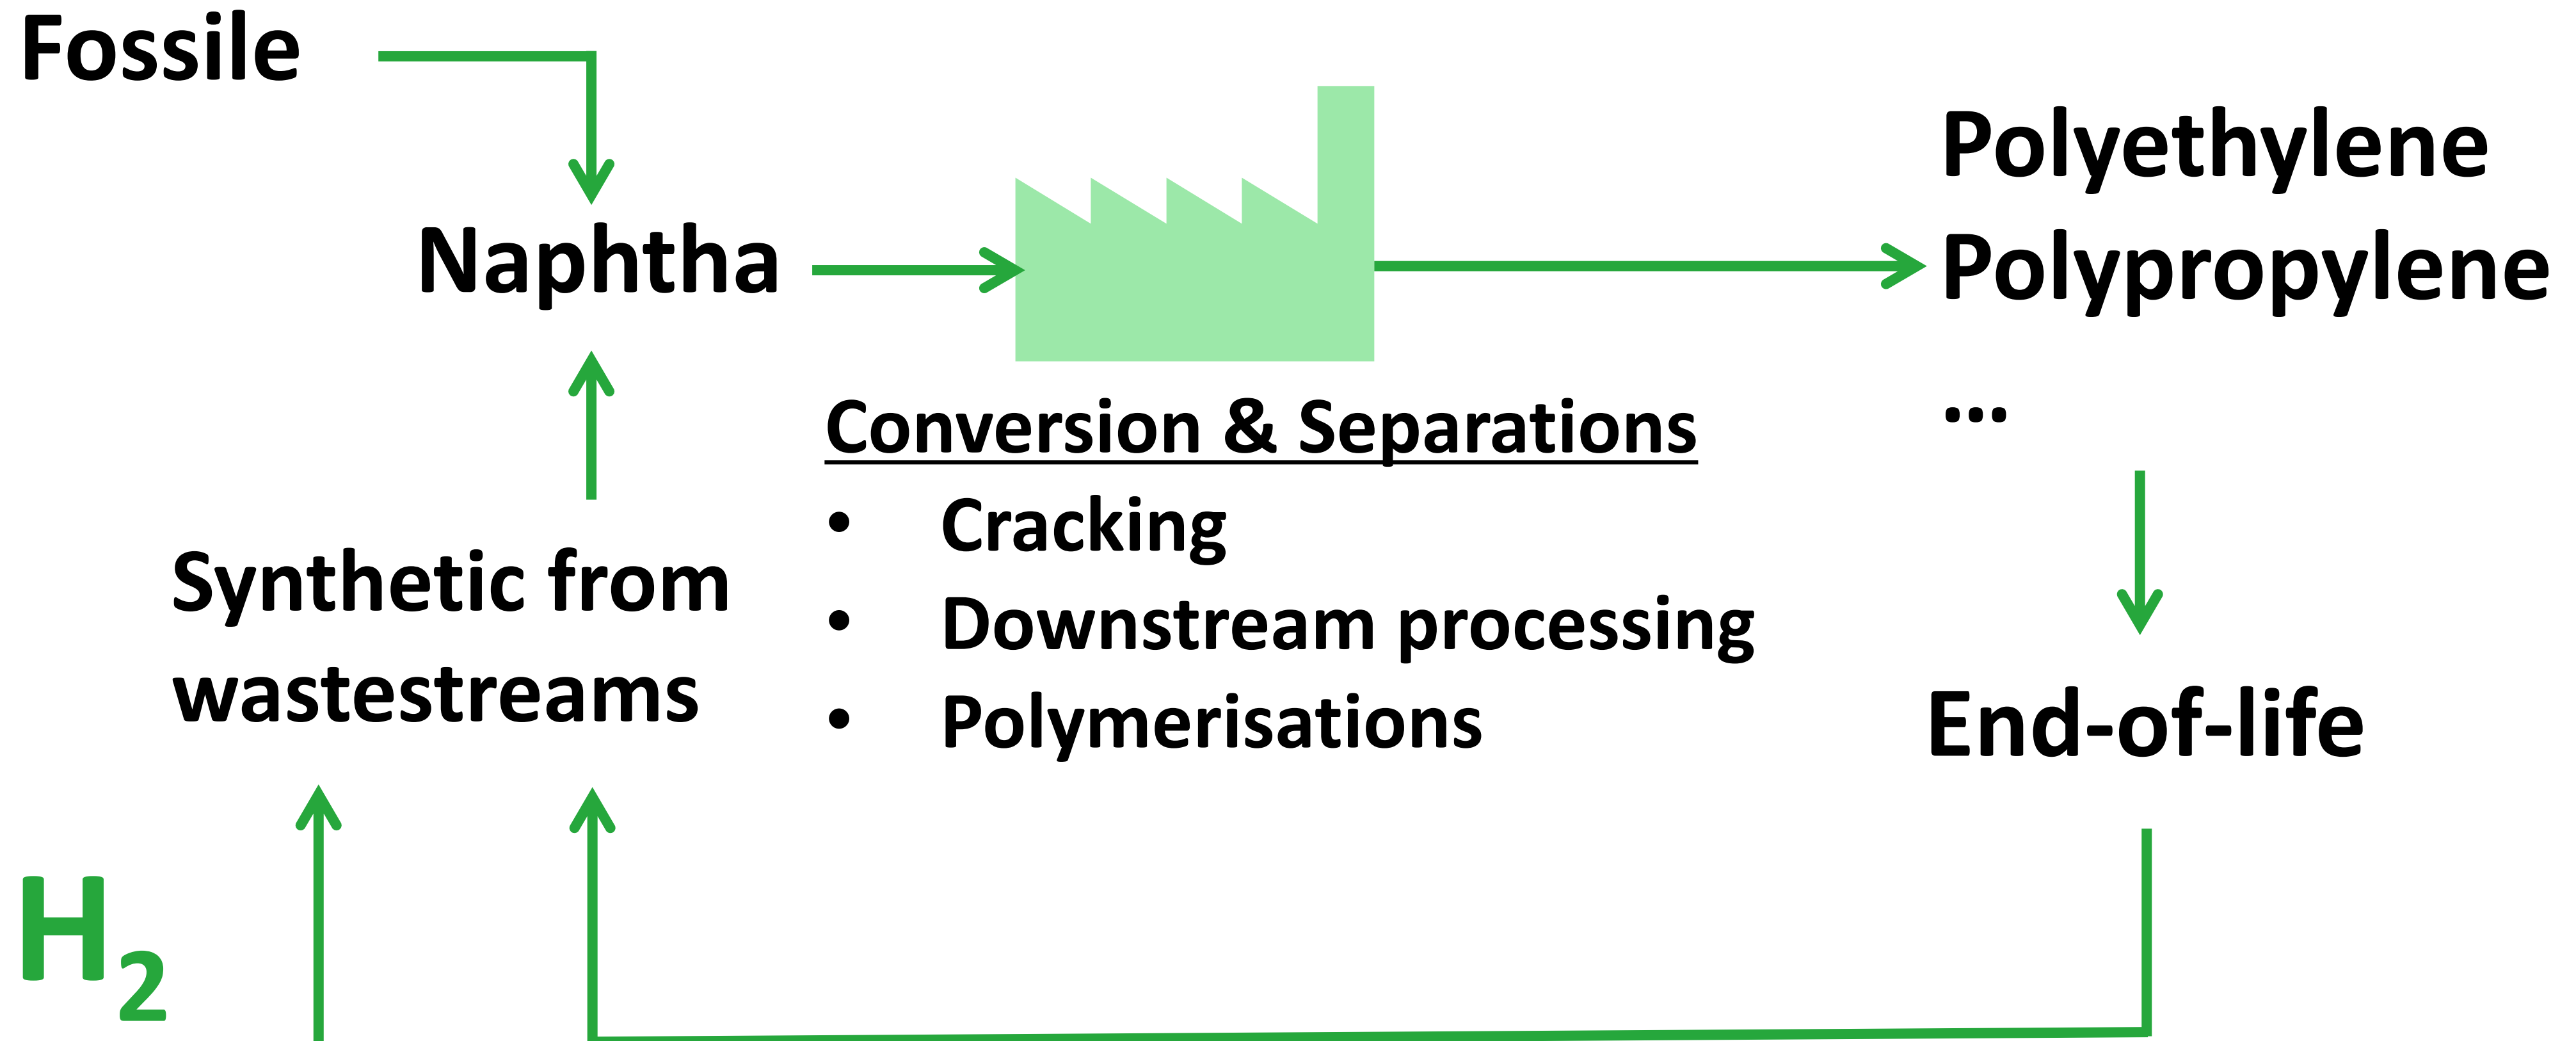 Fossile
Naphtha
Polyethylene
Polypropylene
...
Conversion & Separations
• Cracking
• Downstream processing
• Polymerisations
Synthetic from
wastestreams
End-of-life
H₂